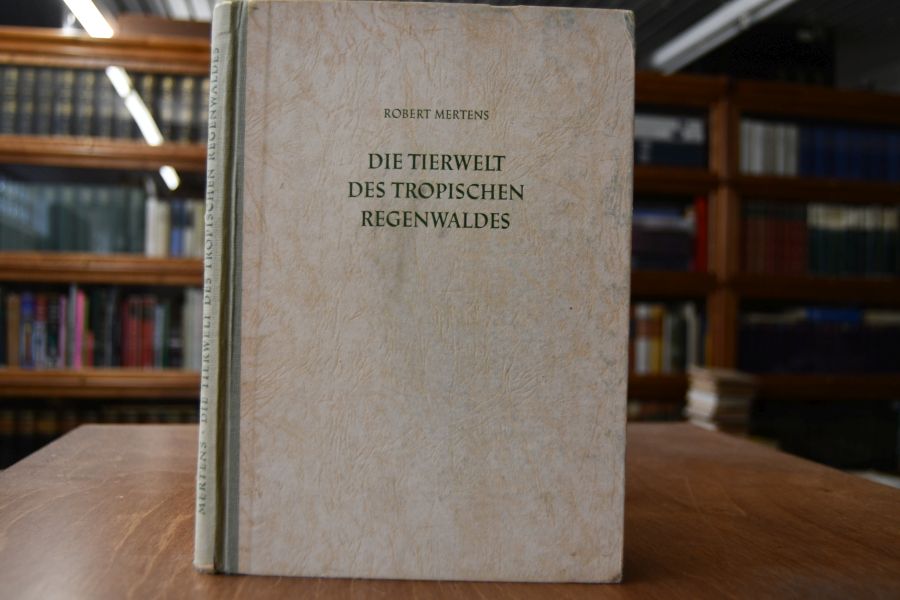 ROBERT MERTENS
DIE TIERWELT
DES TROPISCHEN
REGENWALDES
MERTENS · DIE TIERWELT DES TROPISCHEN REGENWALDES